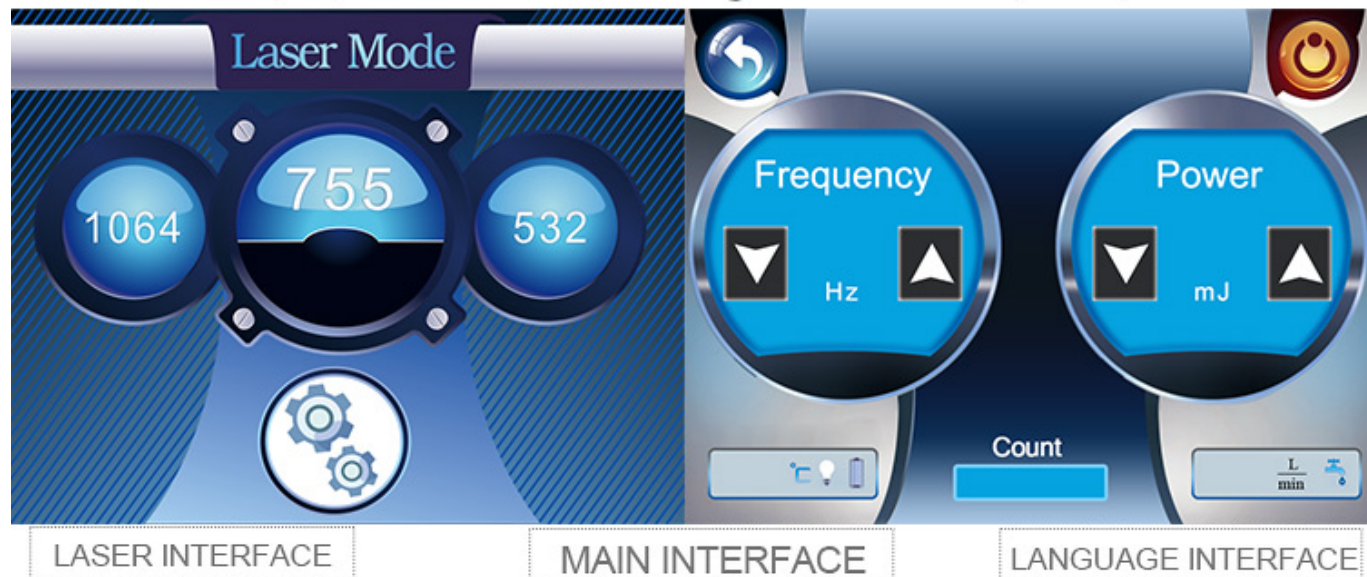 Laser Mode
1064
755
532
Frequency
Hz
Power
mJ
Count
°C
L
min
LASER INTERFACE
MAIN INTERFACE
LANGUAGE INTERFACE